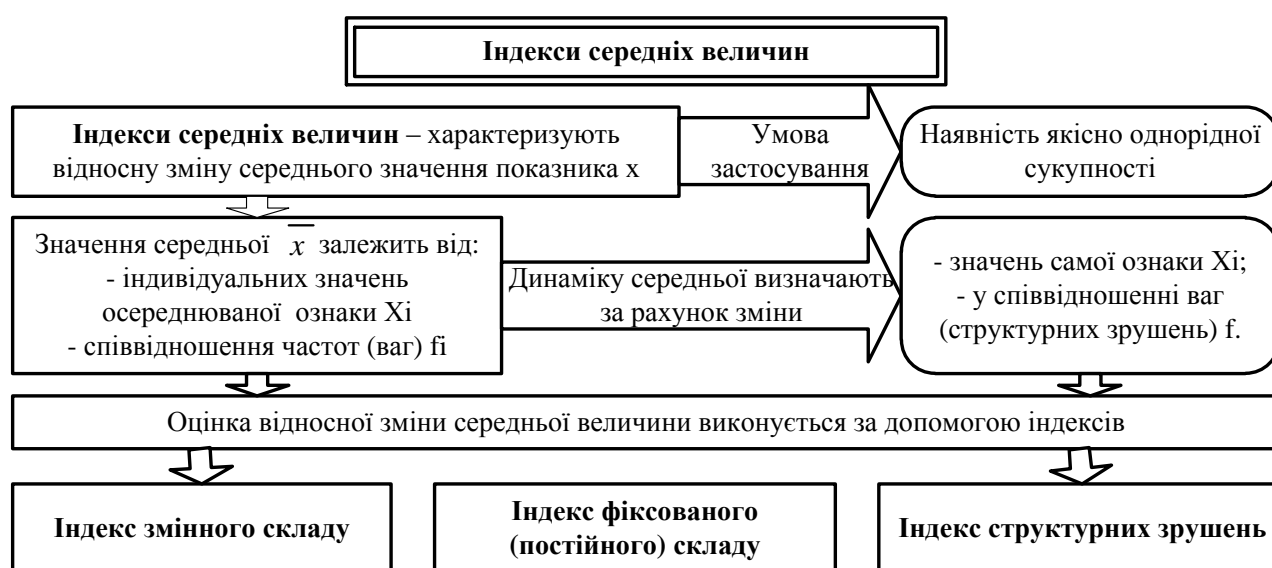 Індекси середніх величин
Індекси середніх величин – характеризують
відносну зміну середнього значення показника х
Умова
застосування
Наявність якісно однорідної
сукупності
Значення середньої x̅ залежить від:
- індивідуальних значень
осереднюваної ознаки Хі
- співвідношення частот (ваг) fі
Динаміку середньої визначають
за рахунок зміни
- значень самої ознаки Хі;
- у співвідношенні ваг
(структурних зрушень) f.
Оцінка відносної зміни середньої величини виконується за допомогою індексів
Індекс змінного складу
Індекс фіксованого
(постійного) складу
Індекс структурних зрушень